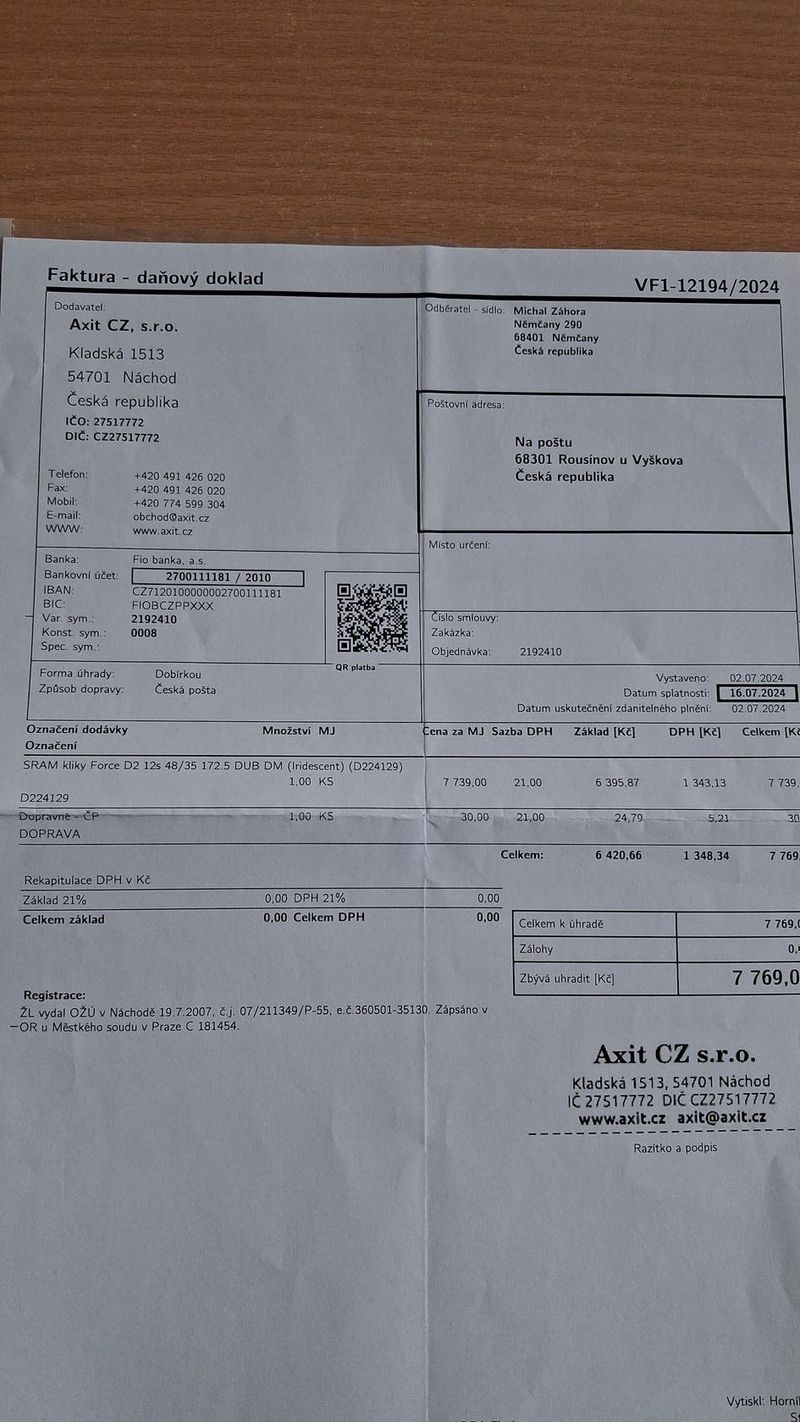 Faktura - daňový doklad
VF1-12194/2024
Dodavatel:
Axit CZ, s.r.o.
Kladská 1513
54701 Náchod
Česká republika
IČO: 27517772
DIČ: CZ27517772
Telefon: +420 491 426 020
Fax: +420 491 426 020
Mobil: +420 774 599 304
E-mail: obchod@axit.cz
WWW: www.axit.cz
Odběratel - sídlo: Michal Záhora
Němčany 290
68401 Němčany
Česká republika
Poštovní adresa:
Na poštu
68301 Rousínov u Vyškova
Česká republika
Místo určení:
Banka: Fio banka, a.s.
Bankovní účet: 2700111181 / 2010
IBAN: CZ7120100000002700111181
BIC: FIOBCZPPXXX
Var. sym.: 2192410
Konst. sym.: 0008
Spec. sym.:
QR platba
Číslo smlouvy:
Zakázka:
Objednávka: 2192410
Forma úhrady: Dobírkou
Způsob dopravy: Česká pošta
Vystaveno: 02.07.2024
Datum splatnosti: 16.07.2024
Datum uskutečnění zdanitelného plnění: 02.07.2024
Označení dodávky Množství MJ Cena za MJ Sazba DPH Základ [Kč] DPH [Kč] Celkem [Kč
Označení
SRAM kliky Force D2 12s 48/35 172.5 DUB DM (Iridescent) (D224129)
1,00 KS 7 739,00 21,00 6 395,87 1 343,13 7 739,
D224129
Dopravné - ČP 1,00 KS 30,00 21,00 24,79 5,21 30
DOPRAVA
Celkem: 6 420,66 1 348,34 7 769
Rekapitulace DPH v Kč
Základ 21% 0,00 DPH 21% 0,00
Celkem základ 0,00 Celkem DPH 0,00
Celkem k úhradě 7 769,0
Zálohy 0,
Zbývá uhradit [Kč] 7 769,0
Registrace:
ŽL vydal OŽÚ v Náchodě 19.7.2007, č.j. 07/211349/P-55, e.č.360501-35130. Zápsáno v
OR u Městkého soudu v Praze C 181454.
Axit CZ s.r.o.
Kladská 1513, 54701 Náchod
IČ 27517772 DIČ CZ27517772
www.axit.cz axit@axit.cz
Razítko a podpis
Vytiskl: Horní